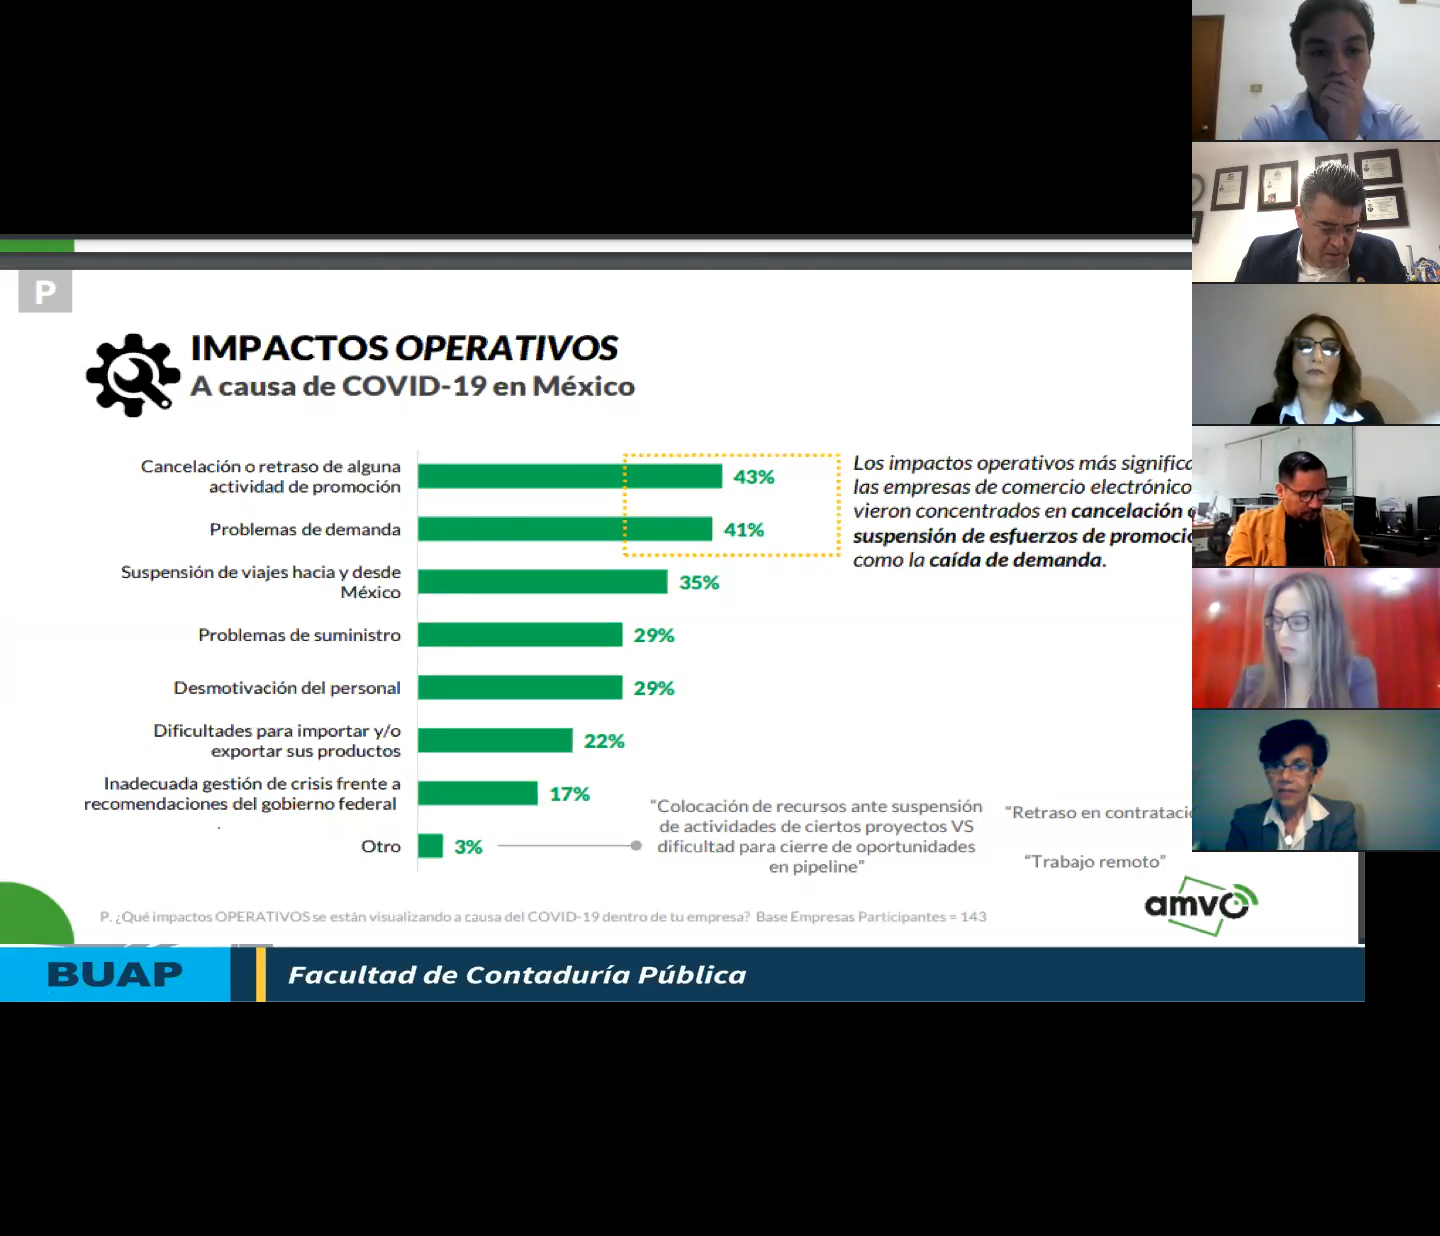 P
IMPACTOS OPERATIVOS
A causa de COVID-19 en México
Cancelación o retraso de alguna
actividad de promoción
43%
Problemas de demanda
41%
Suspensión de viajes hacia y desde
México
35%
Problemas de suministro
29%
Desmotivación del personal
29%
Dificultades para importar y/o
exportar sus productos
22%
Inadecuada gestión de crisis frente a
recomendaciones del gobierno federal
17%
Otro
3%
Los impactos operativos más
las empresas de comercio electrónico
vieron concentrados en cancelación
suspensión de esfuerzos de
como la caída de demanda.
“Colocación de recursos ante suspensión
de actividades de ciertos proyectos VS
dificultad para cierre de oportunidades
en pipeline”
“Retraso en
“Trabajo remoto”
amvo
P. ¿Qué impactos OPERATIVOS se están visualizando a causa del COVID-19 dentro de tu empresa? Base Empresas Participantes = 143
BUAP
Facultad de Contaduría Pública